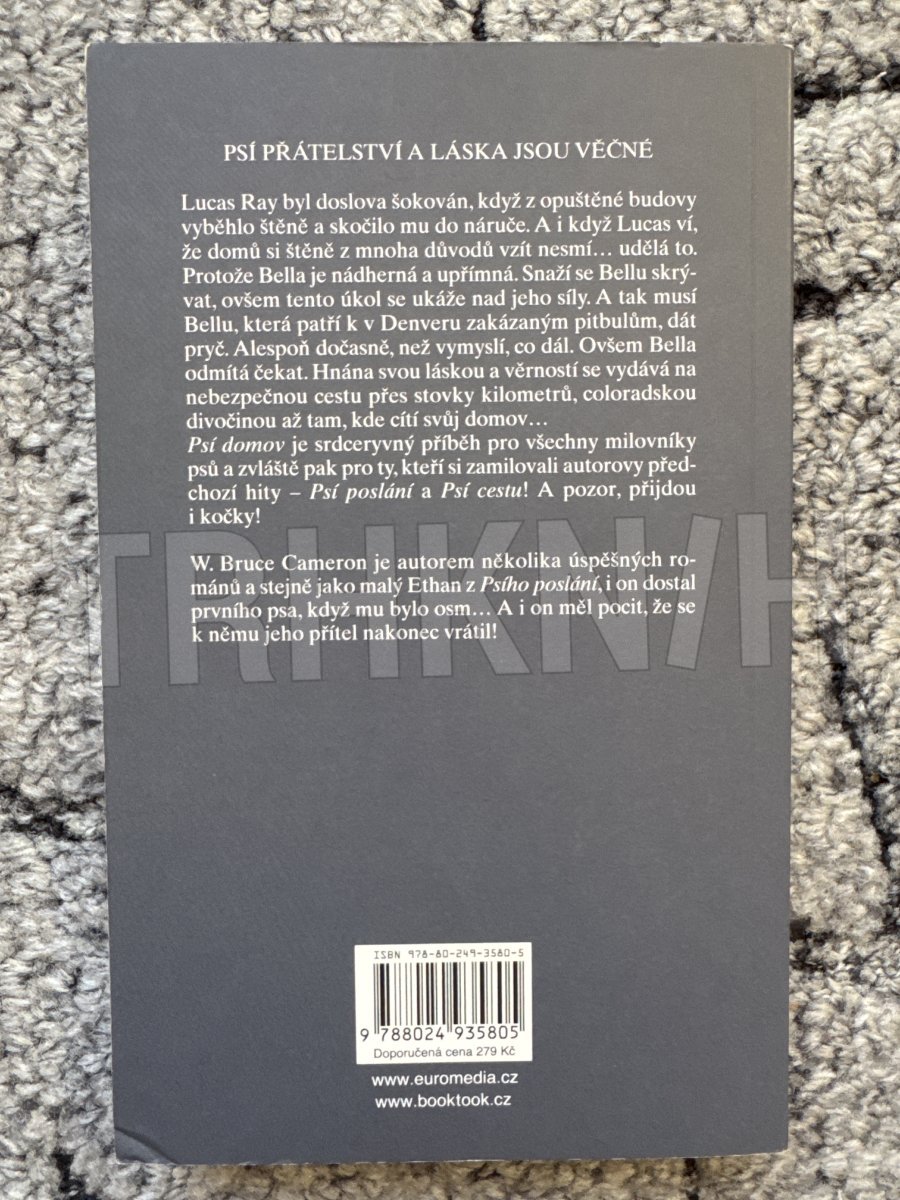 PSÍ PŘÁTELSTVÍ A LÁSKA JSOU VĚČNÉ
Lucas Ray byl doslova šokován, když z opuštěné budovy
vyběhlo štěně a skočilo mu do náruče. A i když Lucas ví,
že domů si štěně z mnoha důvodů vzít nesmí… udělá to.
Protože Bella je nádherná a upřímná. Snaží se Bellu skrý-
vat, ovšem tento úkol se ukáže nad jeho síly. A tak musí
Bellu, která patří k v Denveru zakázaným pitbulům, dát
pryč. Alespoň dočasně, než vymyslí, co dál. Ovšem Bella
odmítá čekat. Hnána svou láskou a věrností se vydává na
nebezpečnou cestu přes stovky kilometrů, coloradskou
divočinou až tam, kde cítí svůj domov…
Psí domov je srdceryvný příběh pro všechny milovníky
psů a zvláště pak pro ty, kteří si zamilovali autorovy před-
chozí hity – Psí poslání a Psí cestu! A pozor, přijdou
i kočky!
TRHKN/H
W. Bruce Cameron je autorem několika úspěšných ro-
mánů a stejně jako malý Ethan z Psího poslání, i on dostal
prvního psa, když mu bylo osm… A i on měl pocit, že se
k němu jeho přítel nakonec vrátil!
ISBN 978-80-249-3580-5
9 788024 935805
Doporučená cena 279 Kč
www.euromedia.cz
www.booktook.cz